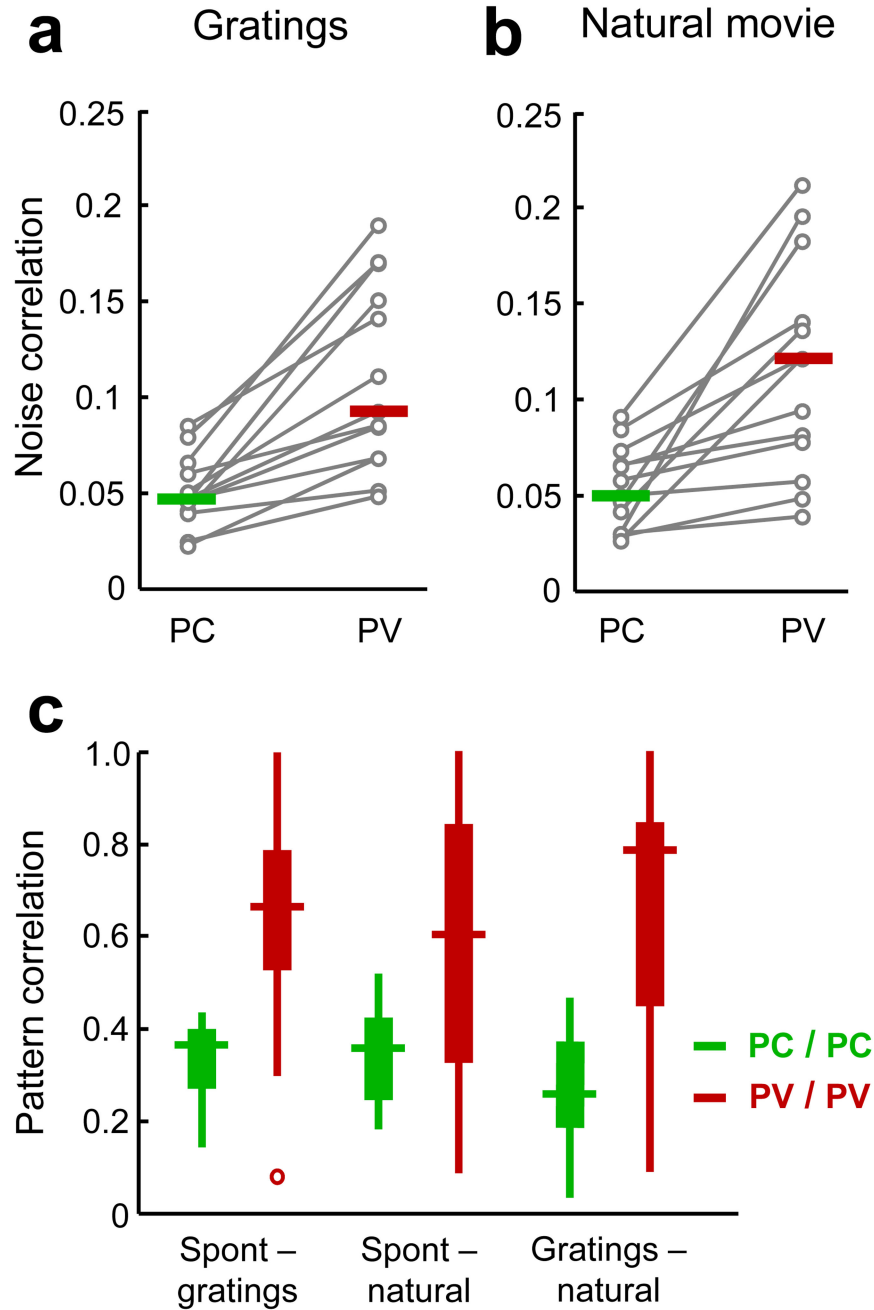 a
Gratings
Noise correlation
0.25
0.2
0.15
0.1
0.05
0
PC
PV
b
Natural movie
0.25
0.2
0.15
0.1
0.05
0
PC
PV
c
Pattern correlation
1.0
0.8
0.6
0.4
0.2
0
Spont –
gratings
Spont –
natural
Gratings –
natural
PC / PC
PV / PV